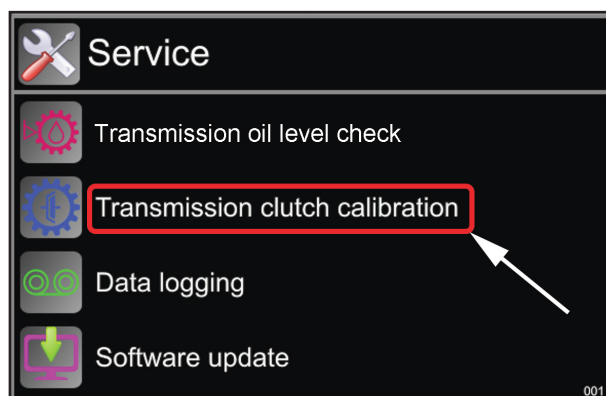 Service
Transmission oil level check
Transmission clutch calibration
Data logging
Software update
001